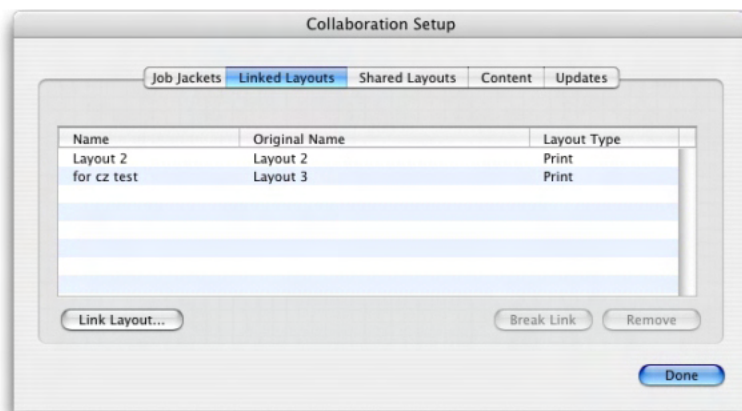 Collaboration Setup
Job Jackets Linked Layouts Shared Layouts Content Updates
Name Original Name Layout Type
Layout 2 Layout 2 Print
for cz test Layout 3 Print
Link Layout... Break Link Remove
Done